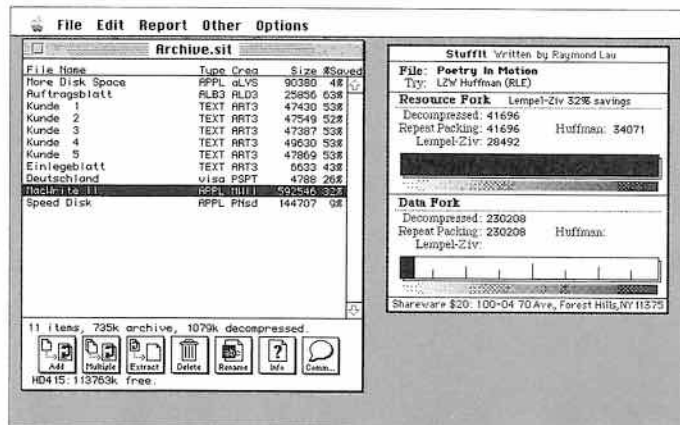 File Edit Report Other Options
Archive.sit
File Name Type Crea Size %Saved
More Disk Space APPL aLVS 90380 4%
Auftragsblatt ALB3 ALD3 25856 63%
Kunde 1 TEXT ART3 47430 53%
Kunde 2 TEXT ART3 47549 52%
Kunde 3 TEXT ART3 47387 53%
Kunde 4 TEXT ART3 49630 53%
Kunde 5 TEXT ART3 47869 53%
Einlegeblatt TEXT ART3 6633 43%
Deutschland visa PSPT 4788 26%
MacWrite II APPL MWII 592546 32%
Speed Disk APPL PNsd 144707 9%
11 items, 735k archive, 1079k decompressed.
Add Multiple Extract Delete Rename Info Comm...
HD415:113763k free.
StuffIt Written by Raymond Lau
File: Poetry In Motion
Try: LZW Huffman (RLE)
Resource Fork Lempel-Ziv 32% savings
Decompressed: 41696
Repeat Packing: 41696 Huffman: 34071
Lempel-Ziv: 28492
Data Fork
Decompressed: 230208
Repeat Packing: 230208 Huffman:
Lempel-Ziv:
Shareware $20: 100-04 70 Ave, Forest Hills, NY 11375